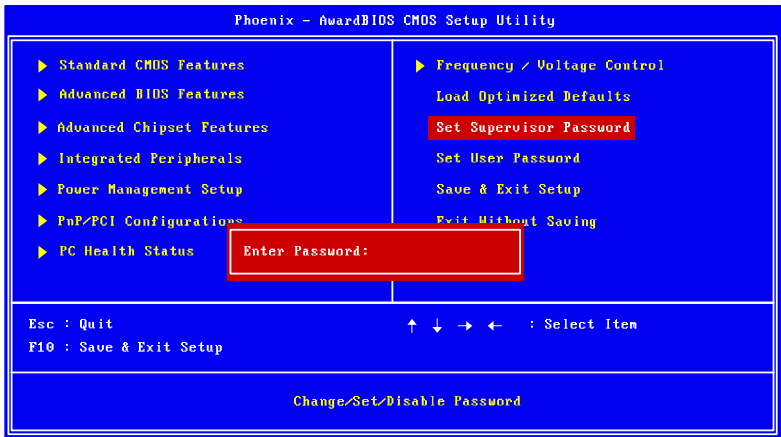 Phoenix - AwardBIOS CMOS Setup Utility
Standard CMOS Features
Advanced BIOS Features
Advanced Chipset Features
Integrated Peripherals
Power Management Setup
PnP/PCI Configurations
PC Health Status
Frequency / Voltage Control
Load Optimized Defaults
Set Supervisor Password
Set User Password
Save & Exit Setup
Exit Without Saving
Enter Password:
Esc : Quit
F10 : Save & Exit Setup
↑ ↓ → ← : Select Item
Change/Set/Disable Password